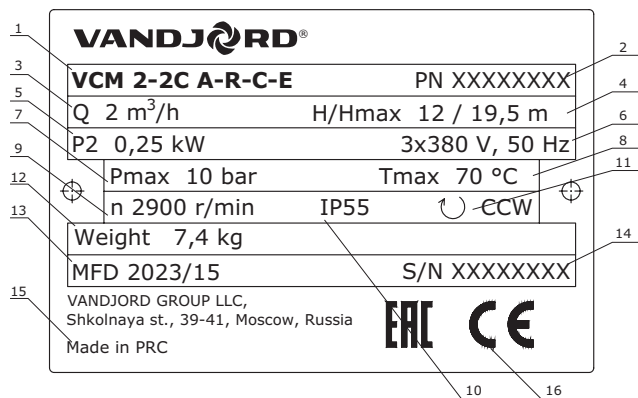 VANDJORD®
1
2
VCM 2-2C A-R-C-E PN XXXXXXXX
3
4
Q 2 m³/h H/Hmax 12 / 19,5 m
5
6
P2 0,25 kW 3x380 V, 50 Hz
7
8
Pmax 10 bar Tmax 70 °C
9
11
n 2900 r/min IP55 CCW
12
Weight 7,4 kg
13
14
MFD 2023/15 S/N XXXXXXXX
15
VANDJORD GROUP LLC,
Shkolnaya st., 39-41, Moscow, Russia
Made in PRC
EAC CE
10 16